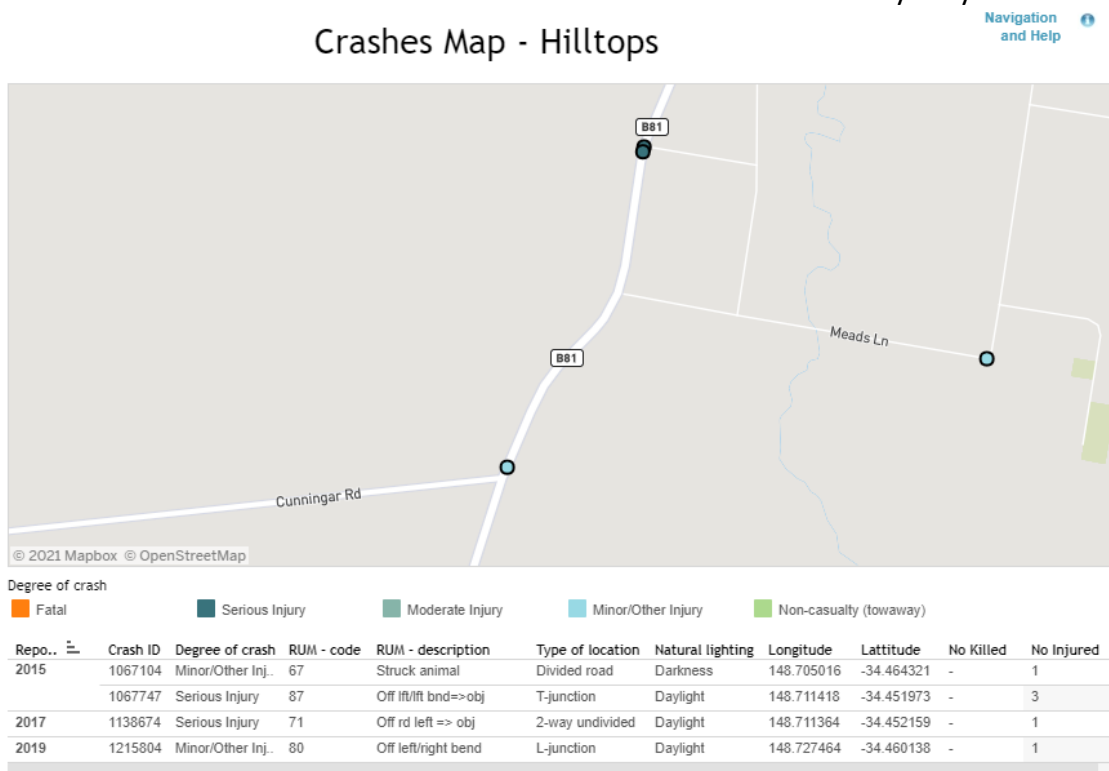 Navigation
and Help
Crashes Map - Hilltops
B81
Meads Ln
B81
Cunningar Rd
© 2021 Mapbox © OpenStreetMap
Degree of crash
Fatal Serious Injury Moderate Injury Minor/Other Injury Non-casualty (towaway)
Repo.. Crash ID Degree of crash RUM - code RUM - description Type of location Natural lighting Longitude Lattitude No Killed No Injured
2015 1067104 Minor/Other Inj.. 67 Struck animal Divided road Darkness 148.705016 -34.464321 - 1
1067747 Serious Injury 87 Off lft/lft bnd=>obj T-junction Daylight 148.711418 -34.451973 - 3
2017 1138674 Serious Injury 71 Off rd left => obj 2-way undivided Daylight 148.711364 -34.452159 - 1
2019 1215804 Minor/Other Inj.. 80 Off left/right bend L-junction Daylight 148.727464 -34.460138 - 1